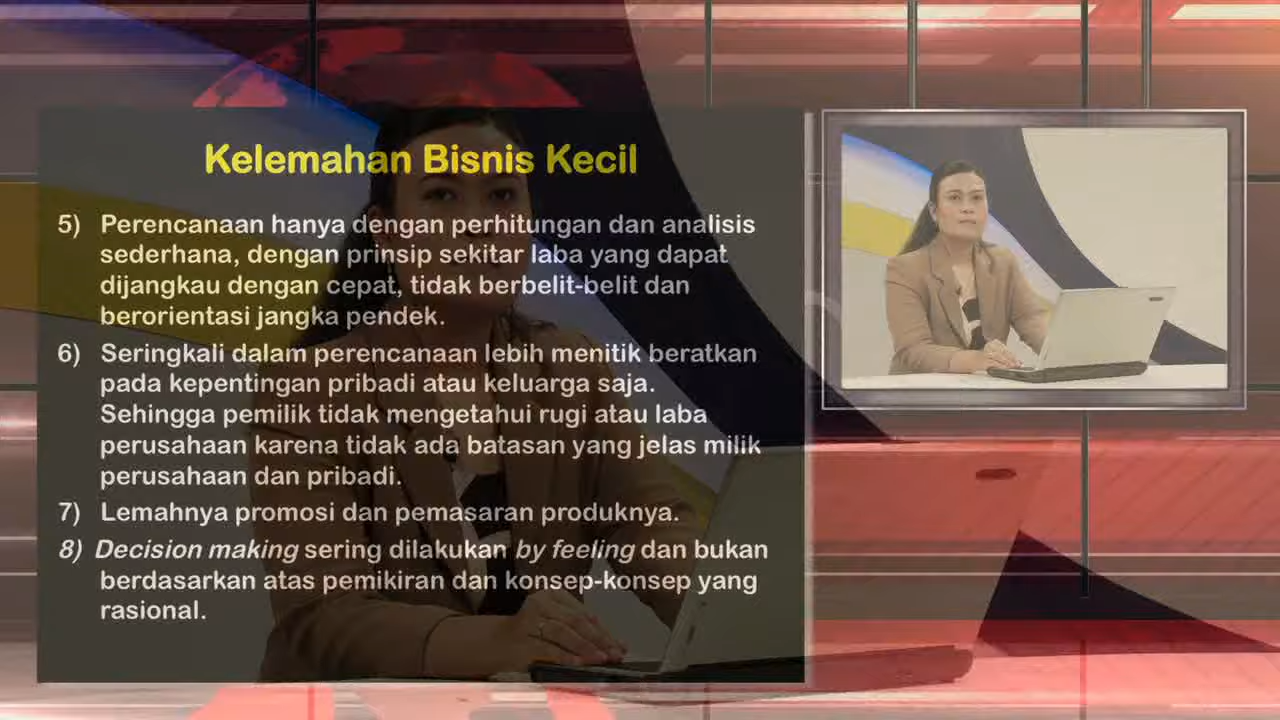 Kelemahan Bisnis Kecil
5) Perencanaan hanya dengan perhitungan dan analisis
sederhana, dengan prinsip sekitar laba yang dapat
dijangkau dengan cepat, tidak berbelit-belit dan
berorientasi jangka pendek.
6) Seringkali dalam perencanaan lebih menitik beratkan
pada kepentingan pribadi atau keluarga saja.
Sehingga pemilik tidak mengetahui rugi atau laba
perusahaan karena tidak ada batasan yang jelas milik
perusahaan dan pribadi.
7) Lemahnya promosi dan pemasaran produknya.
8) Decision making sering dilakukan by feeling dan bukan
berdasarkan atas pemikiran dan konsep-konsep yang
rasional.